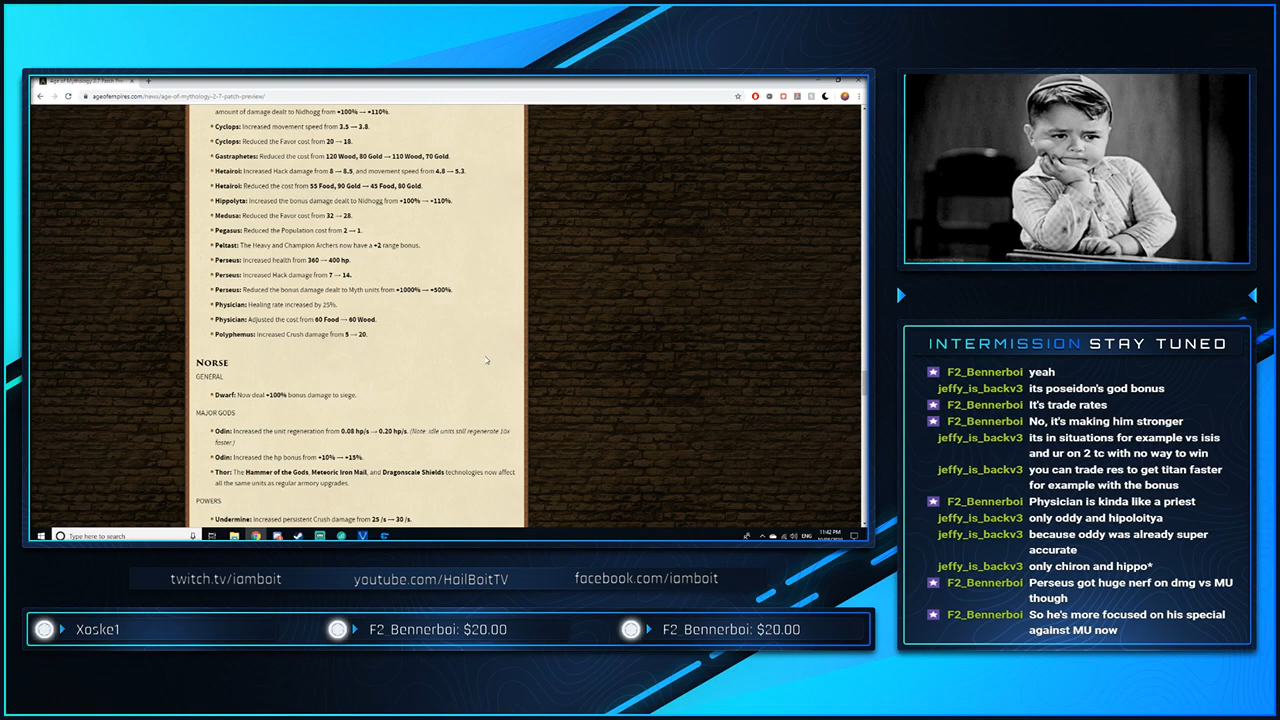 Age of Mythology 2.7 Patch Pre
ageofempires.com/news/age-of-mythology-2-7-patch-preview/
amount of damage dealt to Nidhogg from +100% → +110%.
Cyclops: Increased movement speed from 3.5 → 3.8.
Cyclops: Reduced the Favor cost from 20 → 18.
Gastraphetes: Reduced the cost from 120 Wood, 80 Gold → 110 Wood, 70 Gold.
Hetairoi: Increased Hack damage from 8 → 8.5, and movement speed from 4.8 → 5.3.
Hetairoi: Reduced the cost from 55 Food, 90 Gold → 45 Food, 80 Gold.
Hippolyta: Increased the bonus damage dealt to Nidhogg from +100% → +110%.
Medusa: Reduced the Favor cost from 32 → 28.
Pegasus: Reduced the Population cost from 2 → 1.
Peltast: The Heavy and Champion Archers now have a +2 range bonus.
Perseus: Increased health from 360 → 400 hp.
Perseus: Increased Hack damage from 7 → 14.
Perseus: Reduced the bonus damage dealt to Myth units from +1000% → +500%.
Physician: Healing rate increased by 25%.
Physician: Adjusted the cost from 60 Food → 60 Wood.
Polyphemus: Increased Crush damage from 5 → 20.
NORSE
GENERAL
Dwarf: Now deal +100% bonus damage to siege.
MAJOR GODS
Odin: Increased the unit regeneration from 0.08 hp/s → 0.20 hp/s. (Note: idle units still regenerate 10x
faster.)
Odin: Increased the hp bonus from +10% → +15%.
Thor: The Hammer of the Gods, Meteoric Iron Mail, and Dragonscale Shields technologies now affect
all the same units as regular armory upgrades.
POWERS
Undermine: Increased persistent Crush damage from 25 /s → 30 /s.
Type here to search
ENG
11:42 PM
INTERMISSION STAY TUNED
F2_Bennerboi yeah
jeffy_is_backv3 its poseidon's god bonus
F2_Bennerboi It's trade rates
F2_Bennerboi No, it's making him stronger
jeffy_is_backv3 its in situations for example vs isis
and ur on 2 tc with no way to win
jeffy_is_backv3 you can trade res to get titan faster
for example with the bonus
F2_Bennerboi Physician is kinda like a priest
jeffy_is_backv3 only oddy and hipoloitya
jeffy_is_backv3 because oddy was already super
accurate
jeffy_is_backv3 only chiron and hippo*
F2_Bennerboi Perseus got huge nerf on dmg vs MU
though
F2_Bennerboi So he's more focused on his special
against MU now
twitch.tv/iamboit
youtube.com/HailBoitTV
facebook.com/iamboit
Xaske1
F2_Bennerboi: $20.00
F2_Bennerboi: $20.00